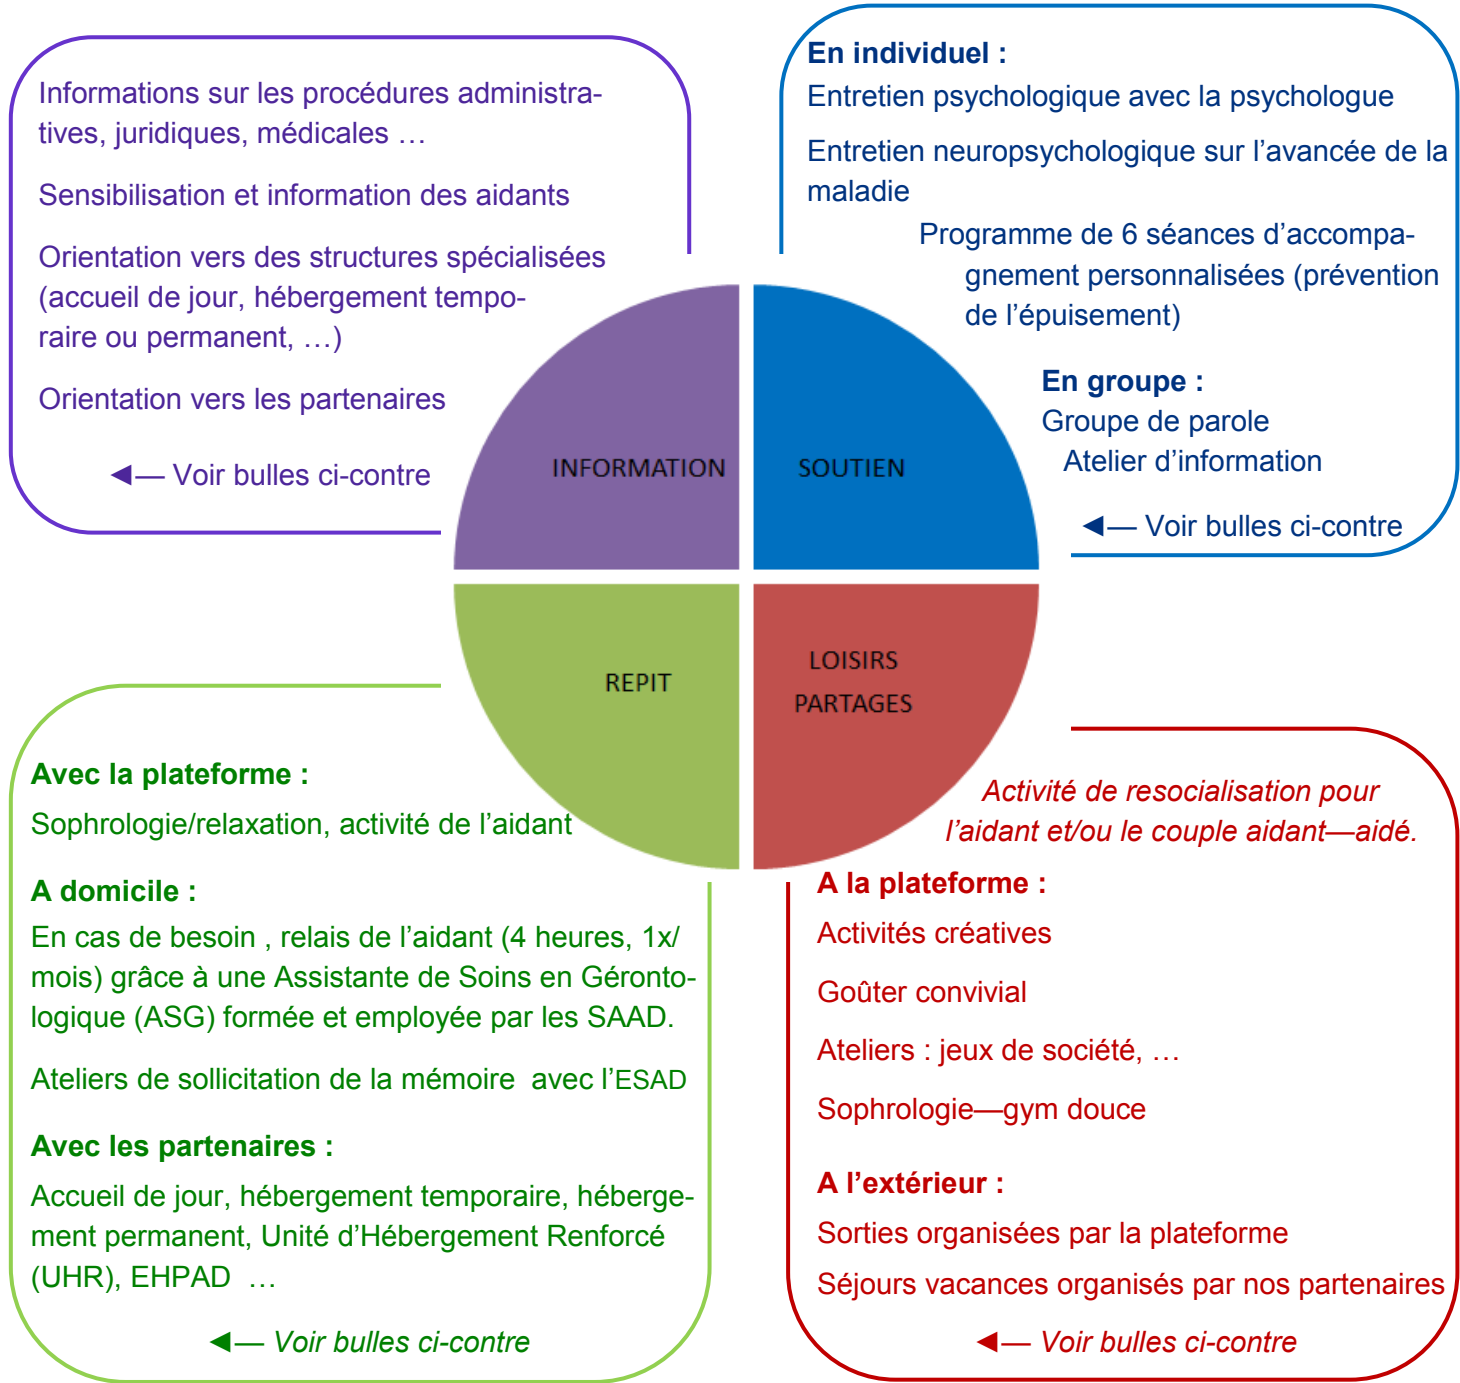 Informations sur les procédures administra-
tives, juridiques, médicales …
Sensibilisation et information des aidants
Orientation vers des structures spécialisées
(accueil de jour, hébergement tempo-
raire ou permanent, …)
Orientation vers les partenaires
◄— Voir bulles ci-contre
En individuel :
Entretien psychologique avec la psychologue
Entretien neuropsychologique sur l’avancée de la
maladie
Programme de 6 séances d’accompa-
gnement personnalisées (prévention
de l’épuisement)
En groupe :
Groupe de parole
Atelier d’information
◄— Voir bulles ci-contre
INFORMATION
SOUTIEN
REPIT
LOISIRS
PARTAGES
Avec la plateforme :
Sophrologie/relaxation, activité de l’aidant
A domicile :
En cas de besoin , relais de l’aidant (4 heures, 1x/
mois) grâce à une Assistante de Soins en Géronto-
logique (ASG) formée et employée par les SAAD.
Ateliers de sollicitation de la mémoire  avec l’ESAD
Avec les partenaires :
Accueil de jour, hébergement temporaire, héberge-
ment permanent, Unité d’Hébergement Renforcé
(UHR), EHPAD  …
◄— Voir bulles ci-contre
Activité de resocialisation pour
l’aidant et/ou le couple aidant—aidé.
A la plateforme :
Activités créatives
Goûter convivial
Ateliers : jeux de société, …
Sophrologie—gym douce
A l’extérieur :
Sorties organisées par la plateforme
Séjours vacances organisés par nos partenaires
◄— Voir bulles ci-contre